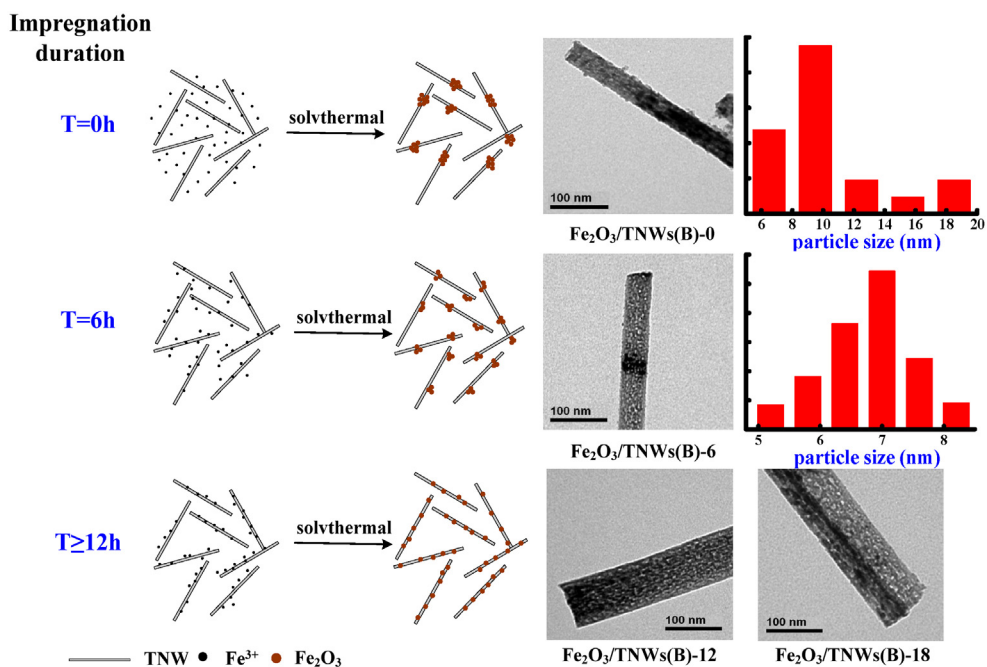 Impregnation
duration
T=0h
solvthermal
100 nm
Fe₂O₃/TNWs(B)-0
6 8 10 12 14 16 18 20
particle size (nm)
T=6h
solvthermal
100 nm
Fe₂O₃/TNWs(B)-6
5 6 7 8
particle size (nm)
T≥12h
solvthermal
100 nm
100 nm
Fe₂O₃/TNWs(B)-12
Fe₂O₃/TNWs(B)-18
TNW Fe³⁺ Fe₂O₃